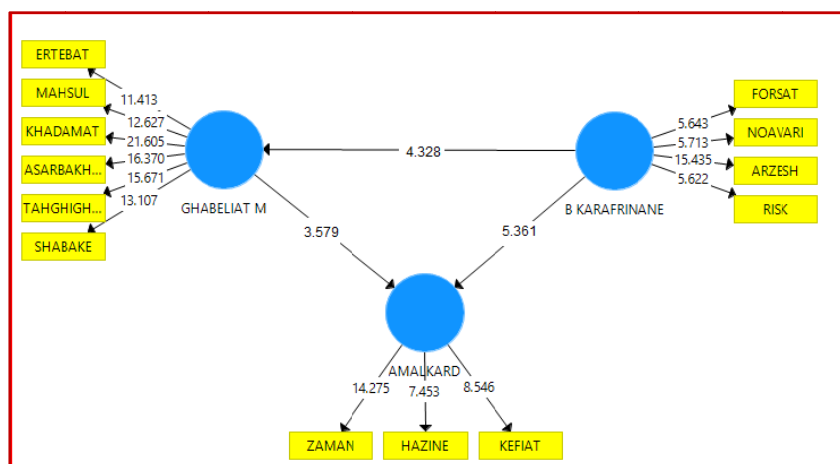 ERTEBAT
MAHSUL
KHADAMAT
ASARBAKH...
TAHGHIGH...
SHABAKE
11.413
12.627
21.605
16.370
15.671
13.107
GHABELIAT M
4.328
B KARAFRINANE
5.643
5.713
15.435
5.622
FORSAT
NOAVARI
ARZESH
RISK
3.579
5.361
AMALKARD
14.275
7.453
8.546
ZAMAN
HAZINE
KEFIAT